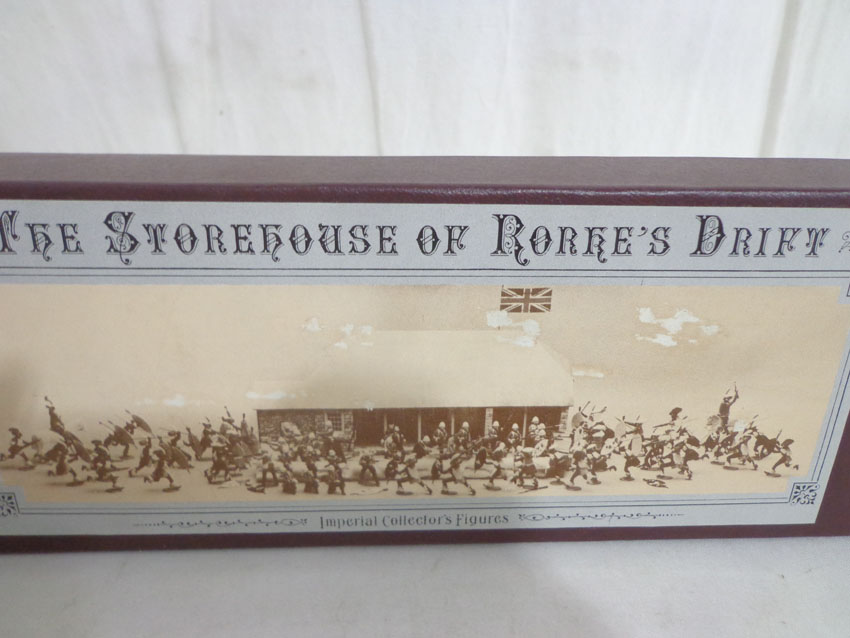 The Storehouse of Rorke's Drift
Imperial Collector's Figures